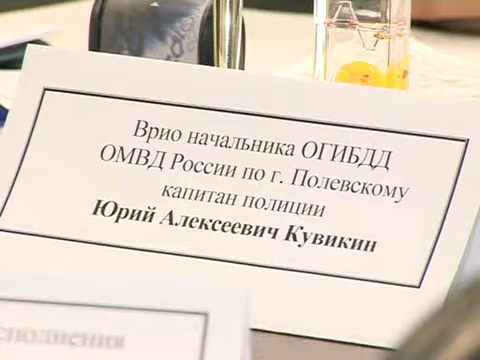 Врио начальника ОГИБДД
ОМВД России по г. Полевскому
капитан полиции
Юрий Алексеевич Кувикин